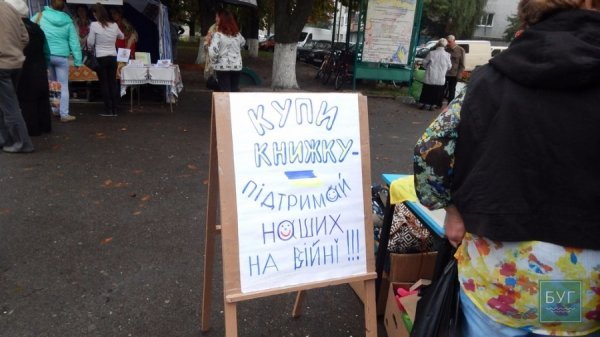 КУПИ
КНИЖКУ-
ПІДТРИМАЙ
НАШИХ
НА ВІЙНІ !!!
БУГ